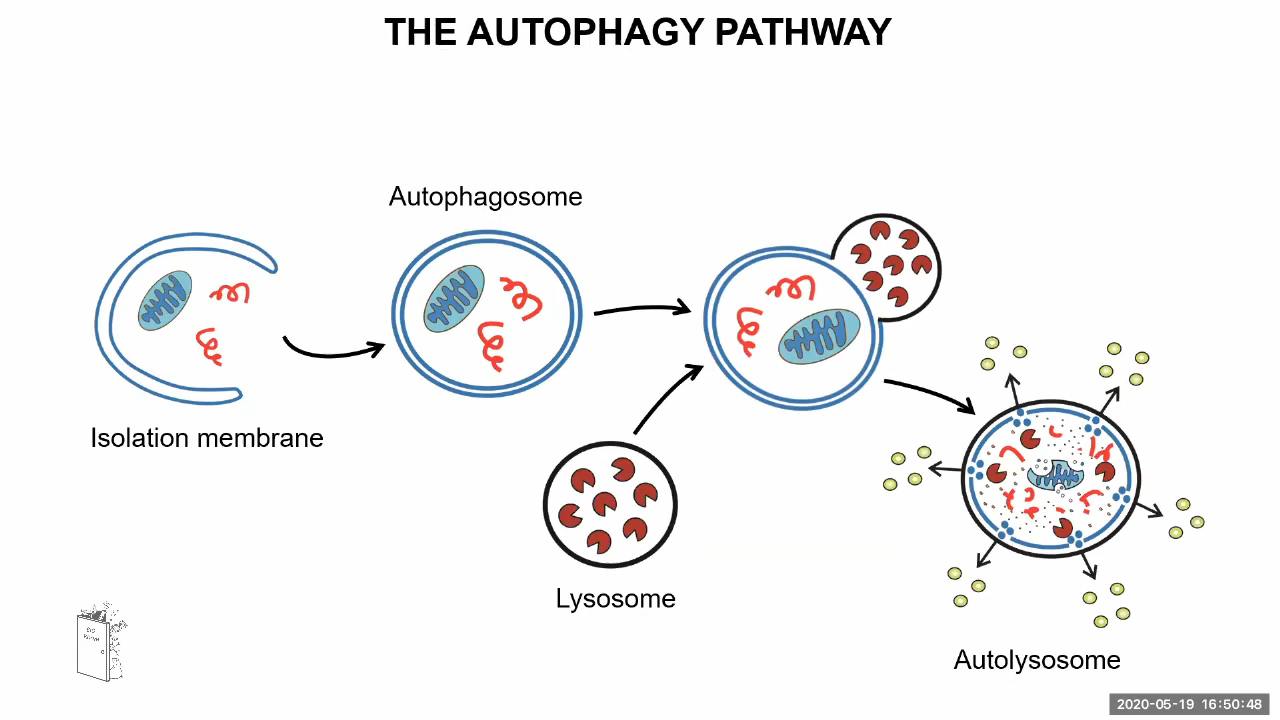 THE AUTOPHAGY PATHWAY
Autophagosome
Isolation membrane
Lysosome
Autolysosome
2020-05-19 16:50:48